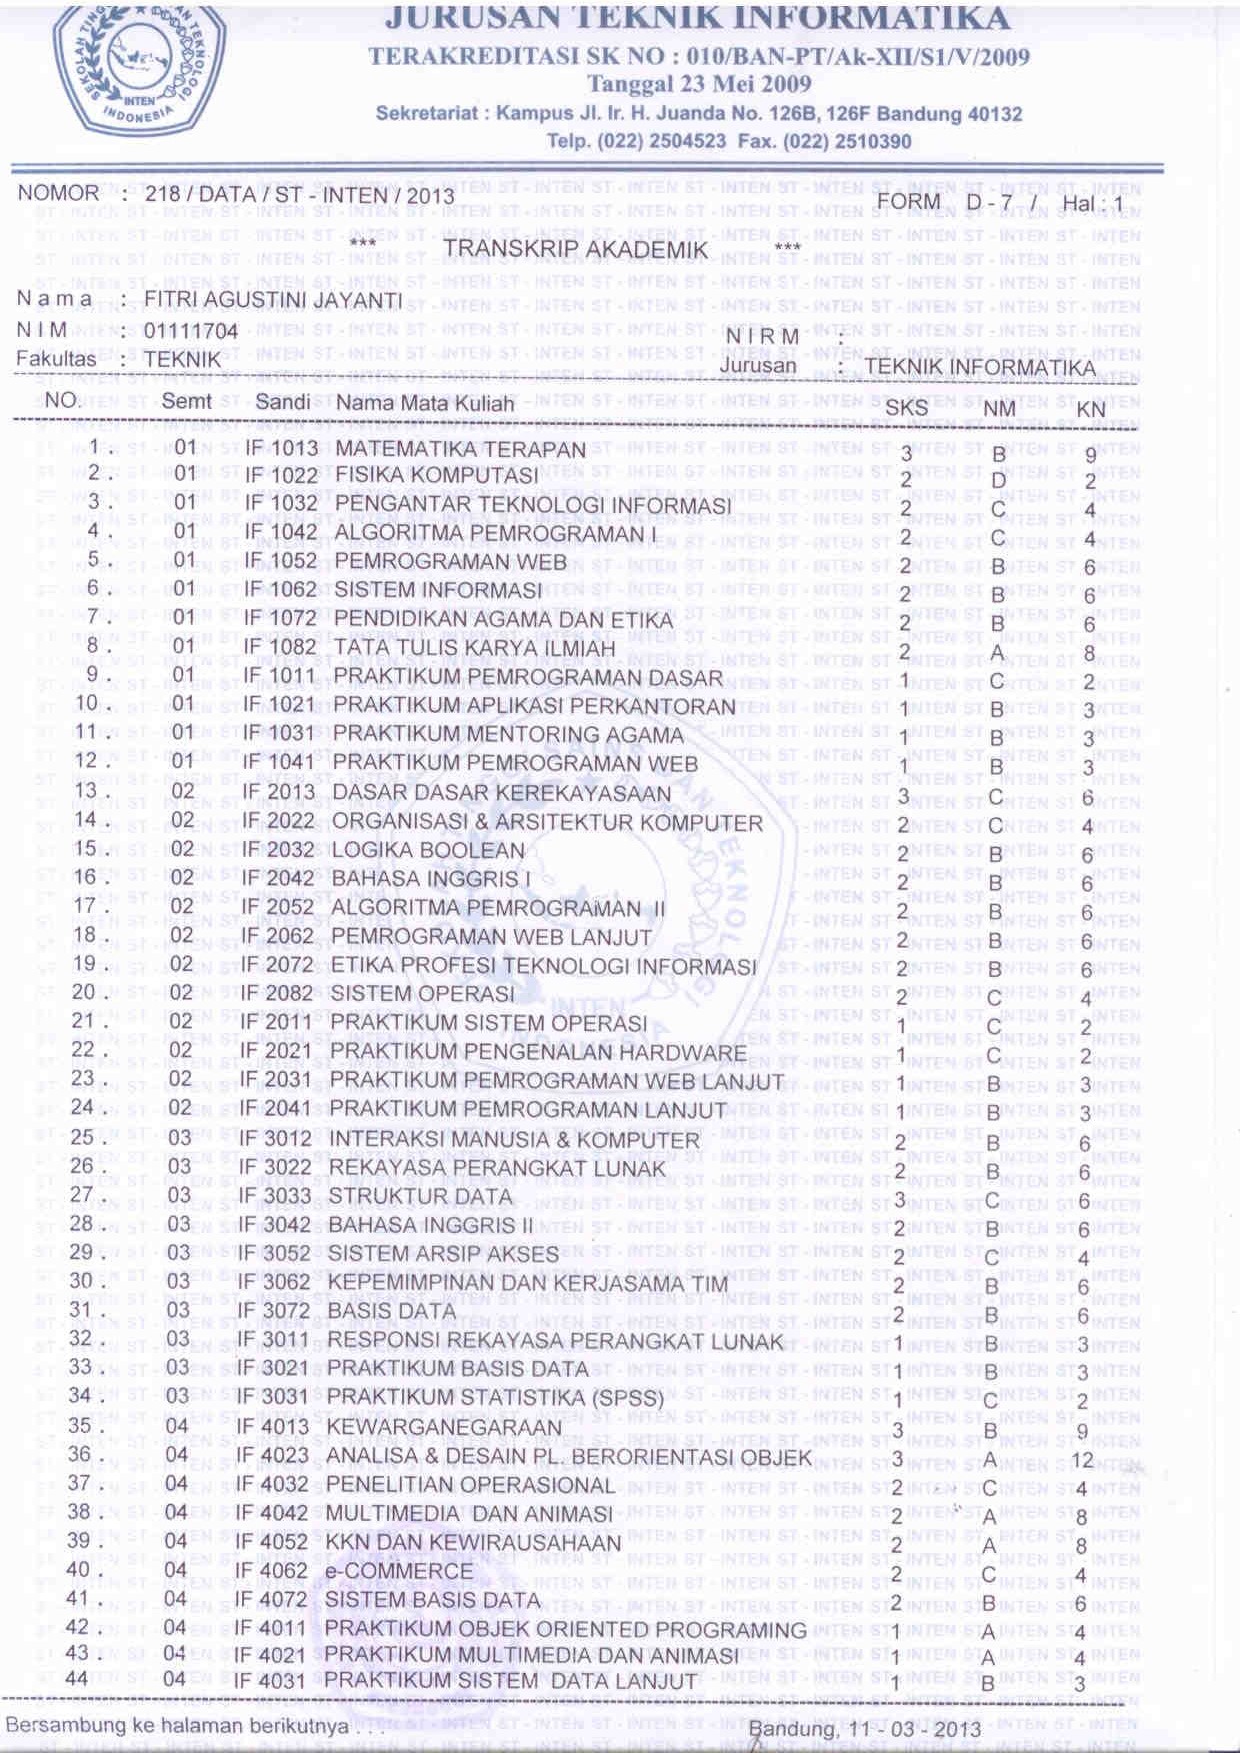 JURUSAN TEKNIK INFORMATIKA
TERAKREDITASI SK NO : 010/BAN-PT/Ak-XII/S1/V/2009
Tanggal 23 Mei 2009
Sekretariat : Kampus Jl. Ir. H. Juanda No. 126B, 126F Bandung 40132
Telp. (022) 2504523 Fax. (022) 2510390
INTEN
INDONESIA
NOMOR : 218 / DATA / ST - INTEN / 2013 FORM D - 7 / Hal : 1
*** TRANSKRIP AKADEMIK ***
N a m a : FITRI AGUSTINI JAYANTI
N I M : 01111704 N I R M :
Fakultas : TEKNIK Jurusan : TEKNIK INFORMATIKA
NO. Semt Sandi Nama Mata Kuliah SKS NM KN
1 . 01 IF 1013 MATEMATIKA TERAPAN 3 B 9
2 . 01 IF 1022 FISIKA KOMPUTASI 2 D 2
3 . 01 IF 1032 PENGANTAR TEKNOLOGI INFORMASI 2 C 4
4 . 01 IF 1042 ALGORITMA PEMROGRAMAN I 2 C 4
5 . 01 IF 1052 PEMROGRAMAN WEB 2 B 6
6 . 01 IF 1062 SISTEM INFORMASI 2 B 6
7 . 01 IF 1072 PENDIDIKAN AGAMA DAN ETIKA 2 B 6
8 . 01 IF 1082 TATA TULIS KARYA ILMIAH 2 A 8
9 . 01 IF 1011 PRAKTIKUM PEMROGRAMAN DASAR 1 C 2
10 . 01 IF 1021 PRAKTIKUM APLIKASI PERKANTORAN 1 B 3
11 . 01 IF 1031 PRAKTIKUM MENTORING AGAMA 1 B 3
12 . 01 IF 1041 PRAKTIKUM PEMROGRAMAN WEB 1 B 3
13 . 02 IF 2013 DASAR DASAR KEREKAYASAAN 3 C 6
14 . 02 IF 2022 ORGANISASI & ARSITEKTUR KOMPUTER 2 C 4
15 . 02 IF 2032 LOGIKA BOOLEAN 2 B 6
16 . 02 IF 2042 BAHASA INGGRIS I 2 B 6
17 . 02 IF 2052 ALGORITMA PEMROGRAMAN II 2 B 6
18 . 02 IF 2062 PEMROGRAMAN WEB LANJUT 2 B 6
19 . 02 IF 2072 ETIKA PROFESI TEKNOLOGI INFORMASI 2 B 6
20 . 02 IF 2082 SISTEM OPERASI 2 C 4
21 . 02 IF 2011 PRAKTIKUM SISTEM OPERASI 1 C 2
22 . 02 IF 2021 PRAKTIKUM PENGENALAN HARDWARE 1 C 2
23 . 02 IF 2031 PRAKTIKUM PEMROGRAMAN WEB LANJUT 1 B 3
24 . 02 IF 2041 PRAKTIKUM PEMROGRAMAN LANJUT 1 B 3
25 . 03 IF 3012 INTERAKSI MANUSIA & KOMPUTER 2 B 6
26 . 03 IF 3022 REKAYASA PERANGKAT LUNAK 2 B 6
27 . 03 IF 3033 STRUKTUR DATA 3 C 6
28 . 03 IF 3042 BAHASA INGGRIS II 2 B 6
29 . 03 IF 3052 SISTEM ARSIP AKSES 2 C 4
30 . 03 IF 3062 KEPEMIMPINAN DAN KERJASAMA TIM 2 B 6
31 . 03 IF 3072 BASIS DATA 2 B 6
32 . 03 IF 3011 RESPONSI REKAYASA PERANGKAT LUNAK 1 B 3
33 . 03 IF 3021 PRAKTIKUM BASIS DATA 1 B 3
34 . 03 IF 3031 PRAKTIKUM STATISTIKA (SPSS) 1 C 2
35 . 04 IF 4013 KEWARGANEGARAAN 3 B 9
36 . 04 IF 4023 ANALISA & DESAIN P.L. BERORIENTASI OBJEK 3 A 12
37 . 04 IF 4032 PENELITIAN OPERASIONAL 2 C 4
38 . 04 IF 4042 MULTIMEDIA DAN ANIMASI 2 A 8
39 . 04 IF 4052 KKN DAN KEWIRAUSAHAAN 2 A 8
40 . 04 IF 4062 e-COMMERCE 2 C 4
41 . 04 IF 4072 SISTEM BASIS DATA 2 B 6
42 . 04 IF 4011 PRAKTIKUM OBJEK ORIENTED PROGRAMING 1 A 4
43 . 04 IF 4021 PRAKTIKUM MULTIMEDIA DAN ANIMASI 1 A 4
44 04 IF 4031 PRAKTIKUM SISTEM DATA LANJUT 1 B 3
Bersambung ke halaman berikutnya . . . Bandung, 11 - 03 - 2013